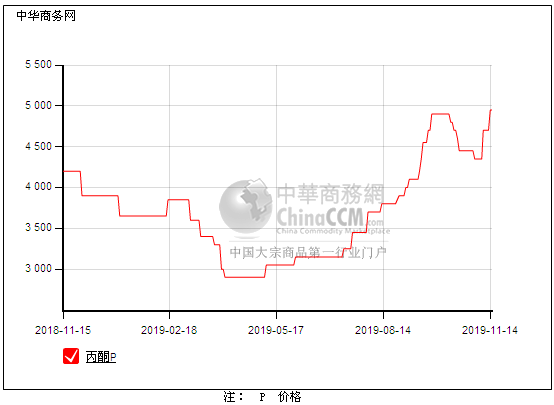 中华商务网
5 500
5 000
4 500
4 000
3 500
3 000
中華商務網
ChinaCCM.com
China Commodity Marketplace
中国大宗商品第一行业门户
2018-11-15 2019-02-18 2019-05-17 2019-08-14 2019-11-14
丙酮P
注： P 价格